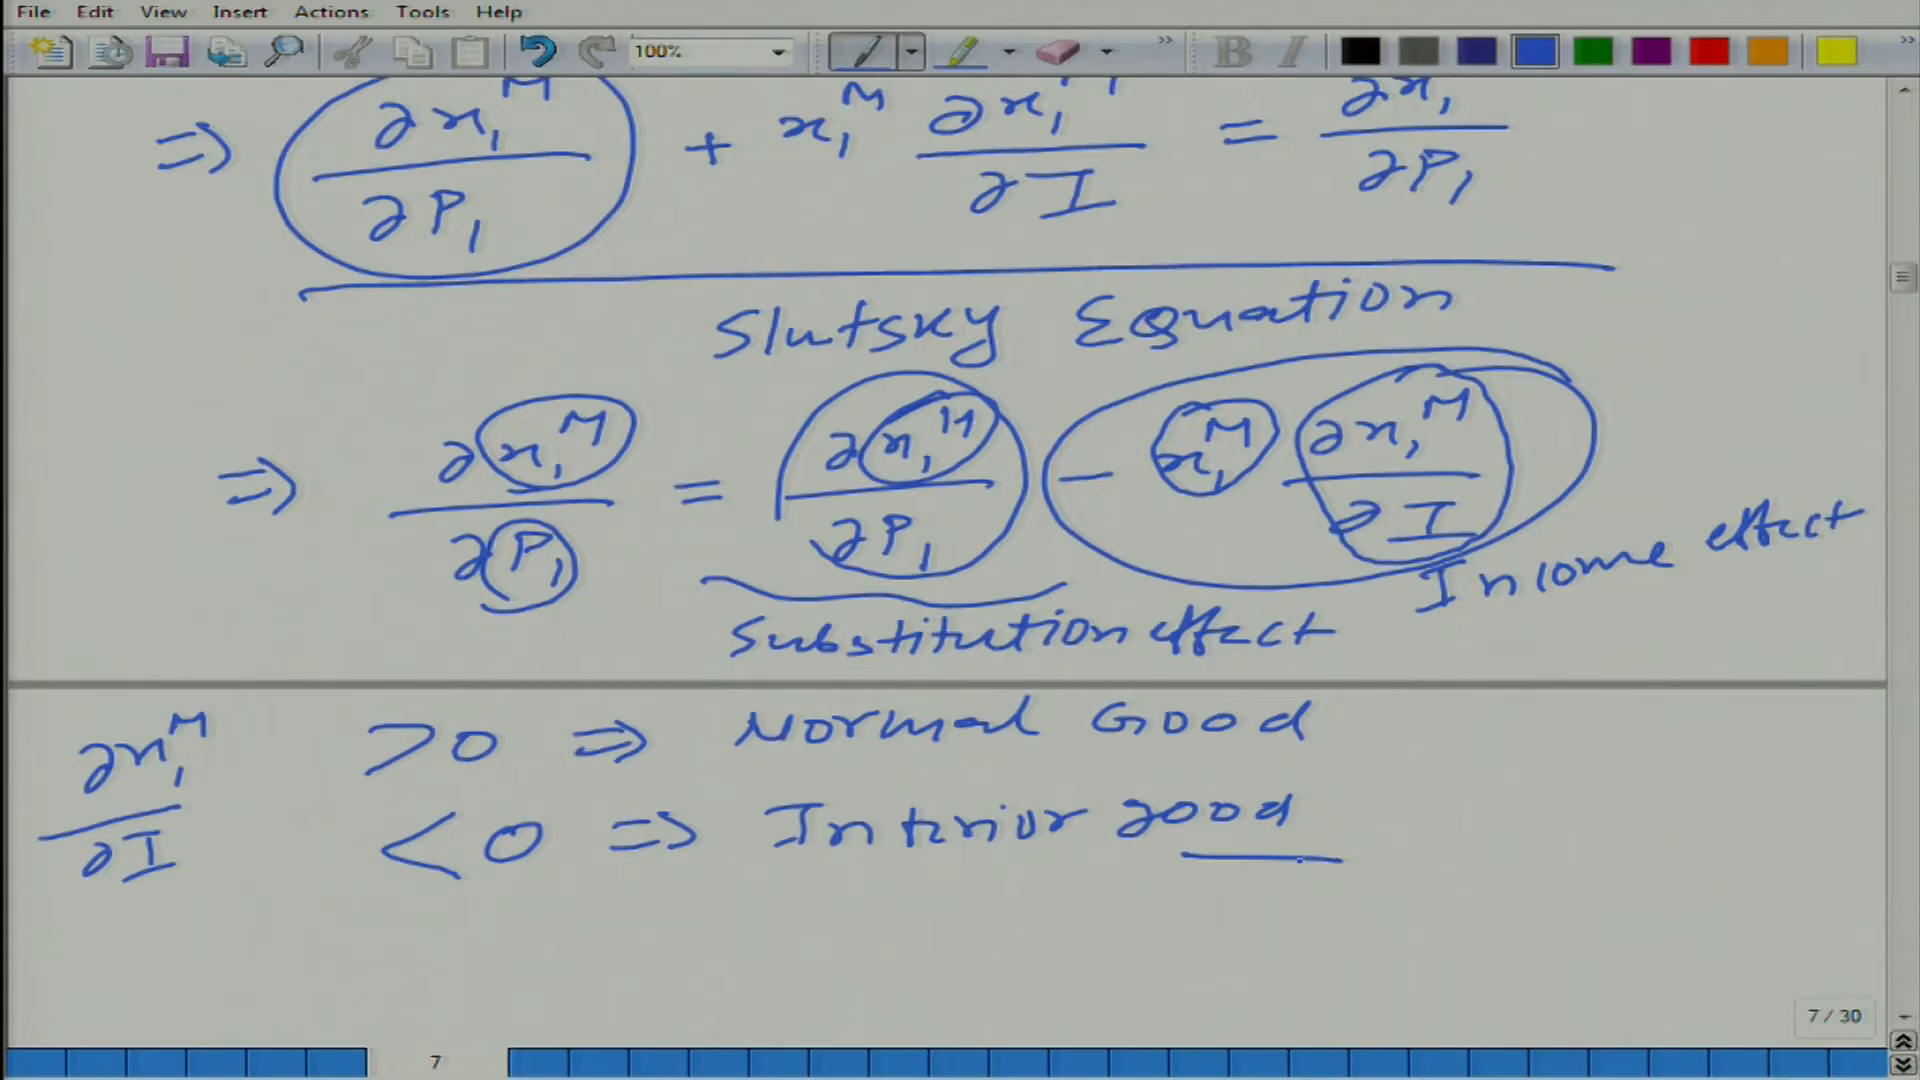 File Edit View Insert Actions Tools Help
100% B I
⇒ ∂x₁ᴹ/∂P₁ + x₁ᴹ ∂x₁/∂I = ∂x₁/∂P₁
Slutsky Equation
⇒ ∂x₁ᴹ/∂P₁ = ∂x₁ᴴ/∂P₁ − x₁ᴹ ∂x₁ᴹ/∂I
Income effect
Substitution effect
∂x₁ᴹ/∂I >0 ⇒ Normal Good
<0 ⇒ Inferior good
7 / 30
7